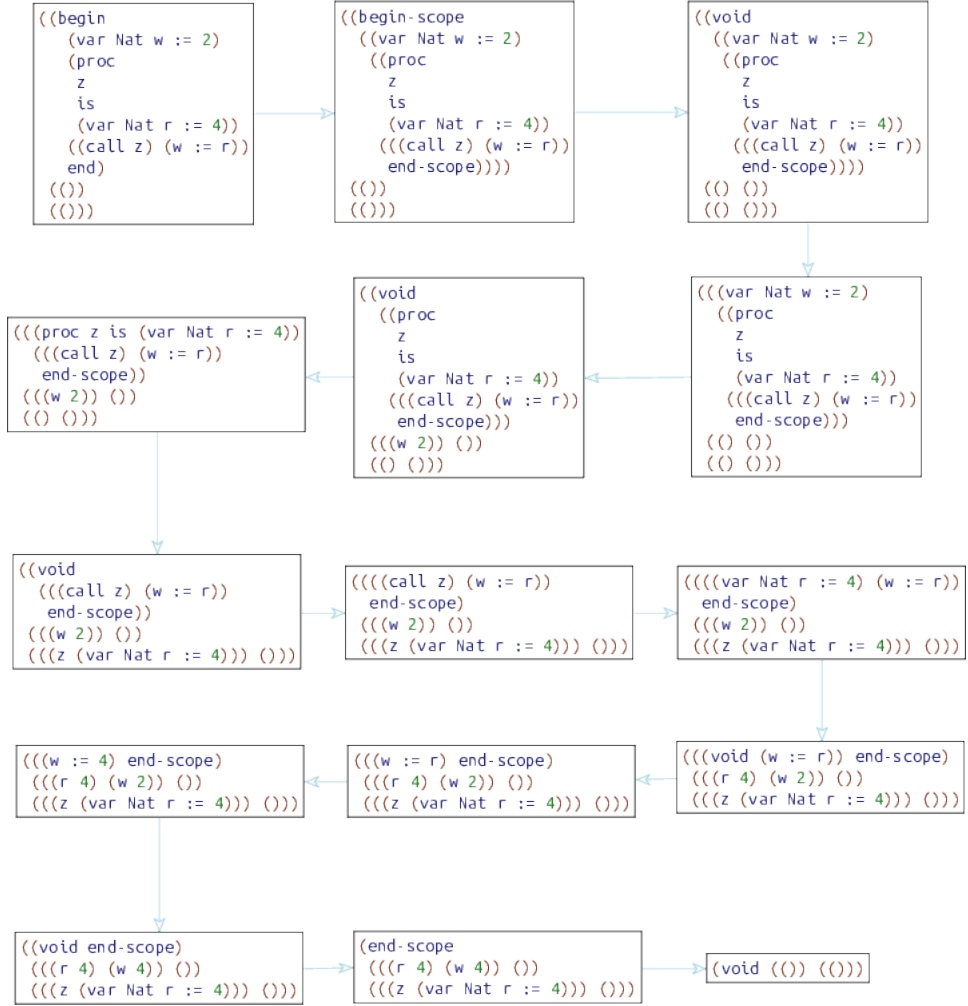 ((begin
(var Nat w := 2)
(proc
z
is
(var Nat r := 4))
((call z) (w := r))
end)
(())
(()))
((begin-scope
((var Nat w := 2)
((proc
z
is
(var Nat r := 4))
(((call z) (w := r))
end-scope))))
(())
(()))
((void
((var Nat w := 2)
((proc
z
is
(var Nat r := 4))
(((call z) (w := r))
end-scope))))
(() ())
(() ()))
(((var Nat w := 2)
((proc
z
is
(var Nat r := 4))
(((call z) (w := r))
end-scope)))
(() ())
(() ()))
((void
((proc
z
is
(var Nat r := 4))
(((call z) (w := r))
end-scope)))
(((w 2)) ())
(() ()))
(((proc z is (var Nat r := 4))
(((call z) (w := r))
end-scope))
(((w 2)) ())
(() ()))
((void
(((call z) (w := r))
end-scope))
(((w 2)) ())
(((z (var Nat r := 4))) ()))
((((call z) (w := r))
end-scope)
(((w 2)) ())
(((z (var Nat r := 4))) ()))
((((var Nat r := 4) (w := r))
end-scope)
(((w 2)) ())
(((z (var Nat r := 4))) ()))
(((void (w := r)) end-scope)
(((r 4) (w 2)) ())
(((z (var Nat r := 4))) ()))
(((w := r) end-scope)
(((r 4) (w 2)) ())
(((z (var Nat r := 4))) ()))
(((w := 4) end-scope)
(((r 4) (w 2)) ())
(((z (var Nat r := 4))) ()))
((void end-scope)
(((r 4) (w 4)) ())
(((z (var Nat r := 4))) ()))
(end-scope
(((r 4) (w 4)) ())
(((z (var Nat r := 4))) ()))
(void (()) (()))